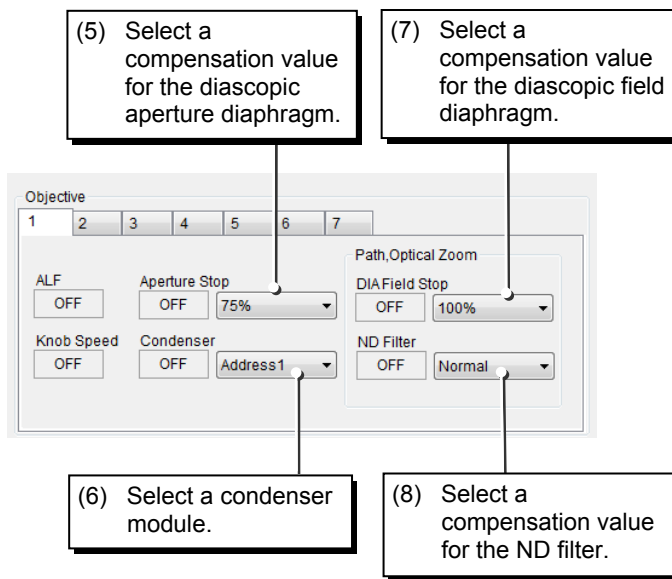 (5) Select a
compensation value
for the diascopic
aperture diaphragm.
(7) Select a
compensation value
for the diascopic field
diaphragm.
Objective
1 2 3 4 5 6 7
Path,Optical Zoom
ALF Aperture Stop DIA Field Stop
OFF OFF 75% OFF 100%
Knob Speed Condenser ND Filter
OFF OFF Address1 OFF Normal
(6) Select a condenser
module.
(8) Select a
compensation value
for the ND filter.